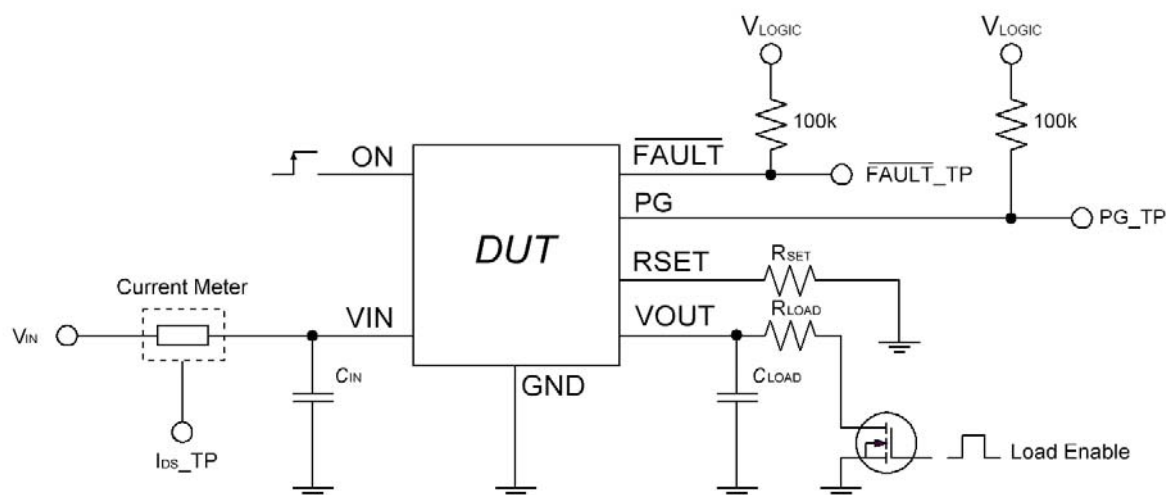 VLOGIC VLOGIC
100k 100k
ON FAULT
FAULT_TP
PG
PG_TP
DUT
RSET RSET
Current Meter
VIN VIN VOUT RLOAD
CIN GND CLOAD
IDS_TP
Load Enable